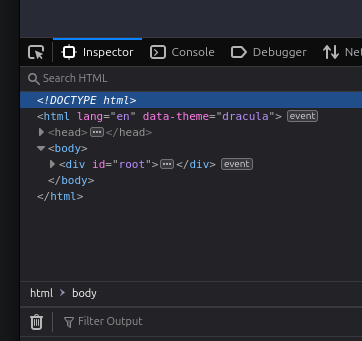 Inspector Console Debugger Net
Search HTML
<!DOCTYPE html>
<html lang="en" data-theme="dracula"> event
<head> ⋯ </head>
<body>
<div id="root"> ⋯ </div> event
</body>
</html>
html > body
Filter Output